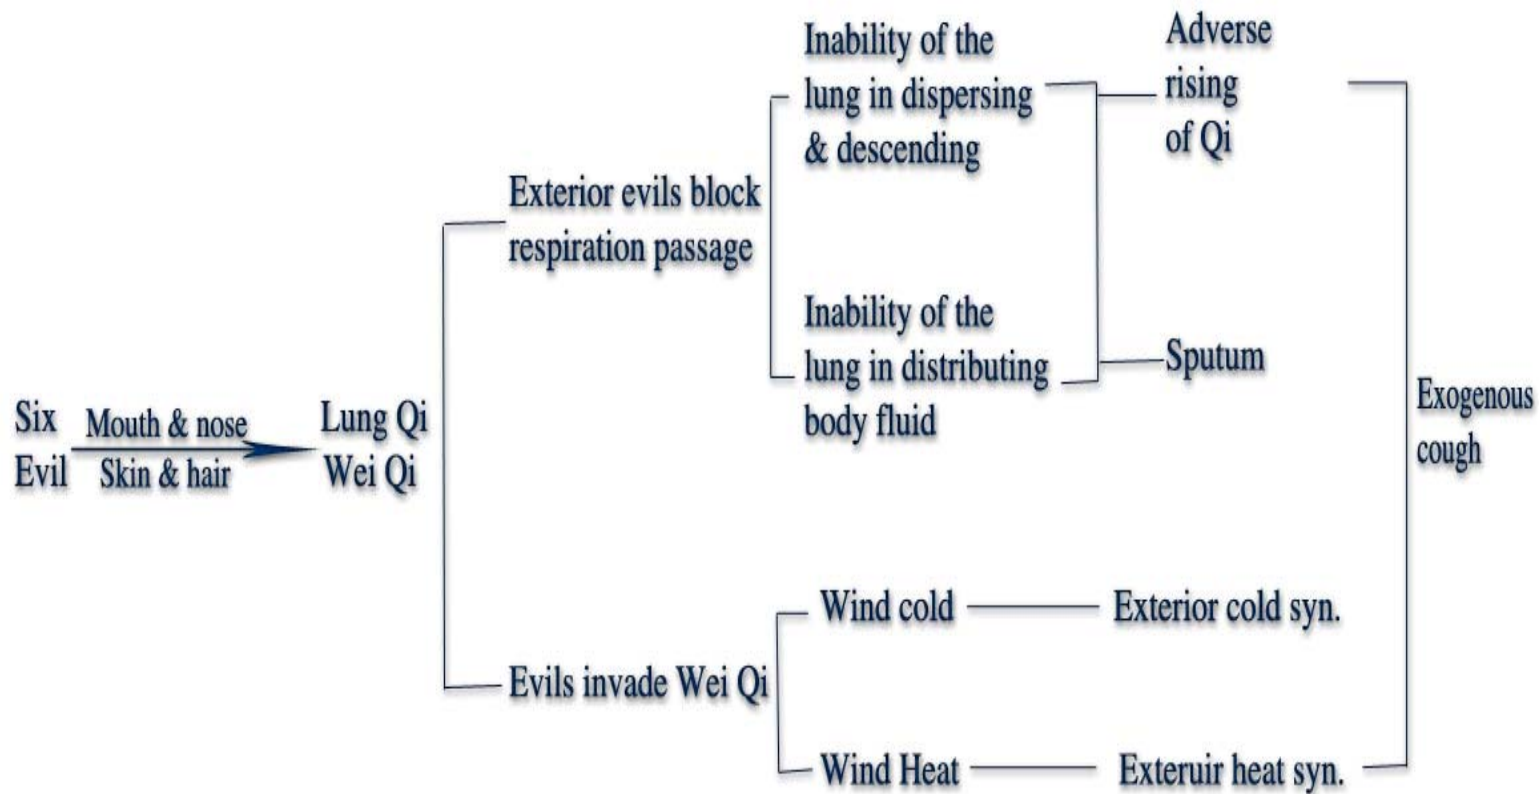 Six
Evil
Mouth & nose
Skin & hair
Lung Qi
Wei Qi
Exterior evils block
respiration passage
Inability of the
lung in dispersing
& descending
Inability of the
lung in distributing
body fluid
Adverse
rising
of Qi
Sputum
Evils invade Wei Qi
Wind cold
Exterior cold syn.
Wind Heat
Exteruir heat syn.
Exogenous
cough